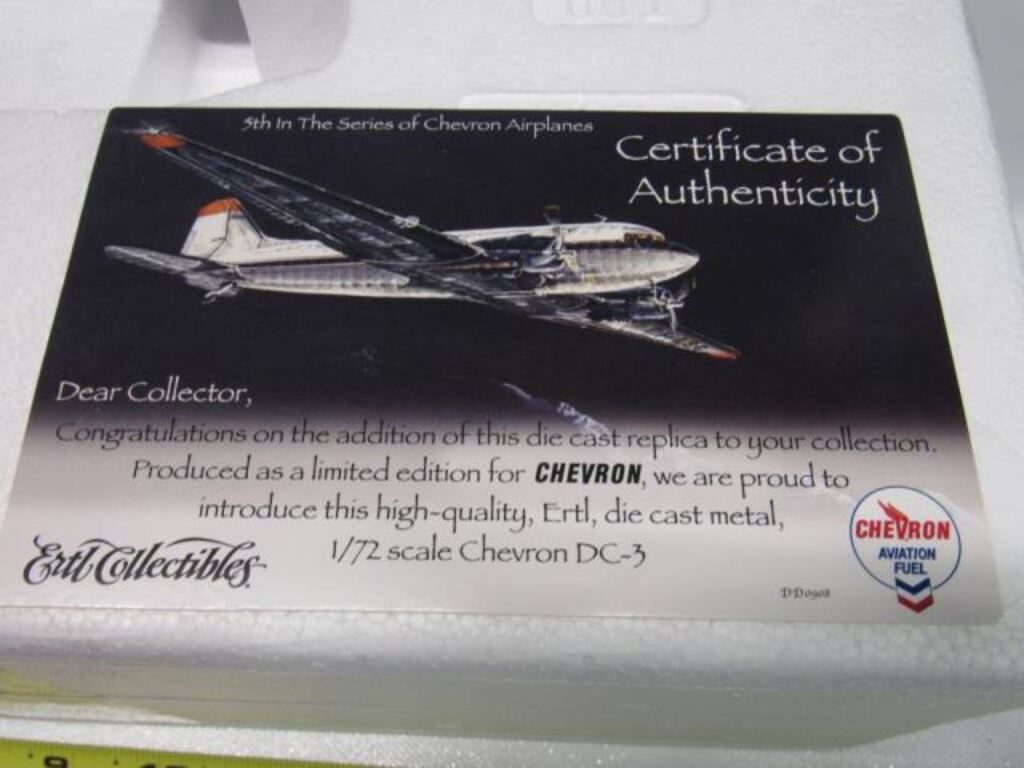 5th In The Series of Chevron Airplanes
Certificate of
Authenticity
Dear Collector,
Congratulations on the addition of this die cast replica to your collection.
Produced as a limited edition for CHEVRON, we are proud to
introduce this high-quality, Ertl, die cast metal,
1/72 scale Chevron DC-3
Ertl Collectibles
DD0908
CHEVRON
AVIATION
FUEL
9